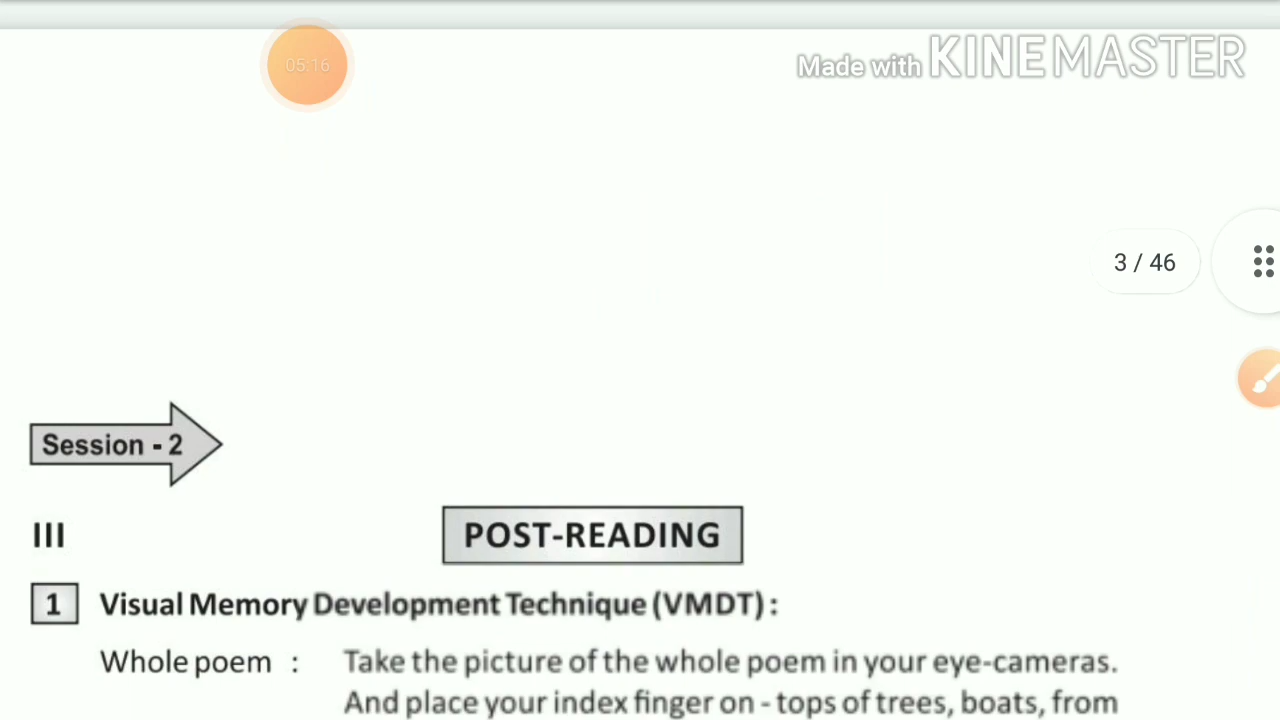 05:16
Made with KINEMASTER
3 / 46
Session - 2
III
POST-READING
1 Visual Memory Development Technique (VMDT) :
Whole poem : Take the picture of the whole poem in your eye-cameras.
And place your index finger on - tops of trees, boats, from